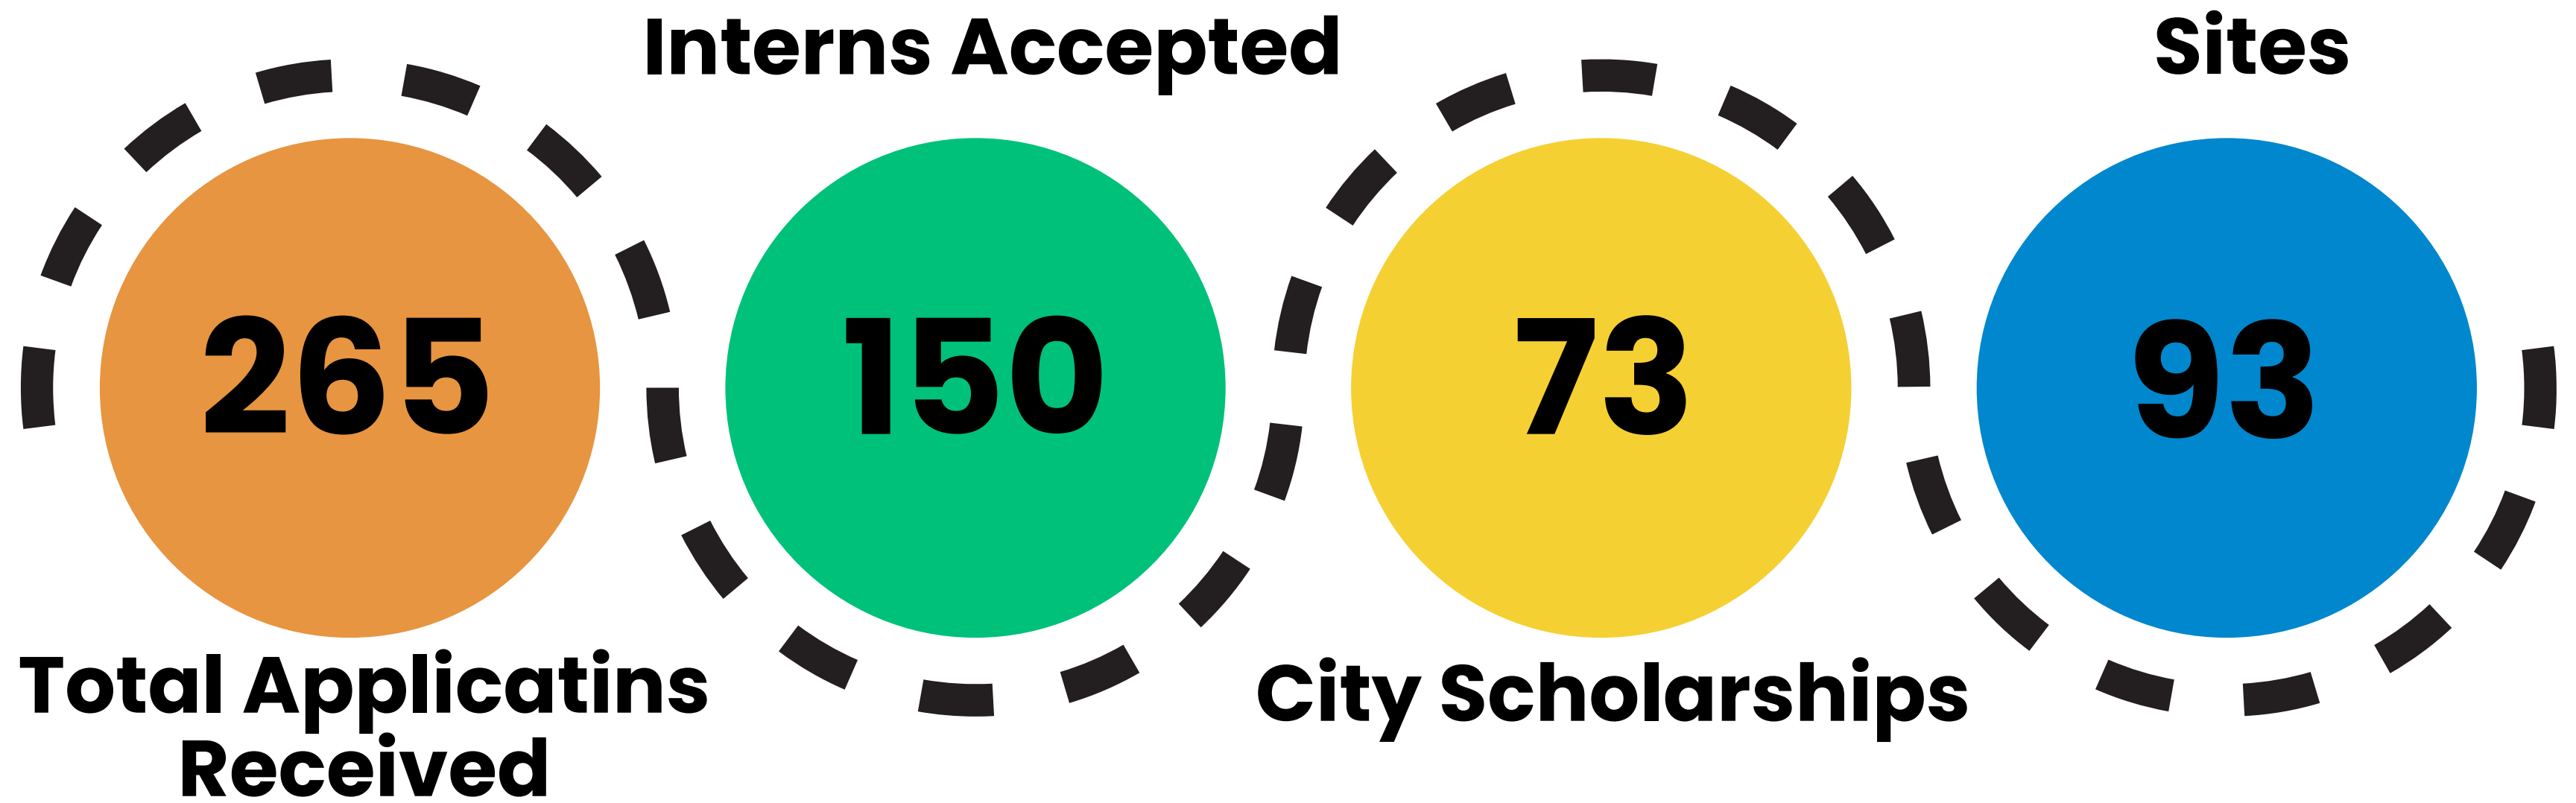 265
Total Applicatins
Received
Interns Accepted
150
73
City Scholarships
Sites
93